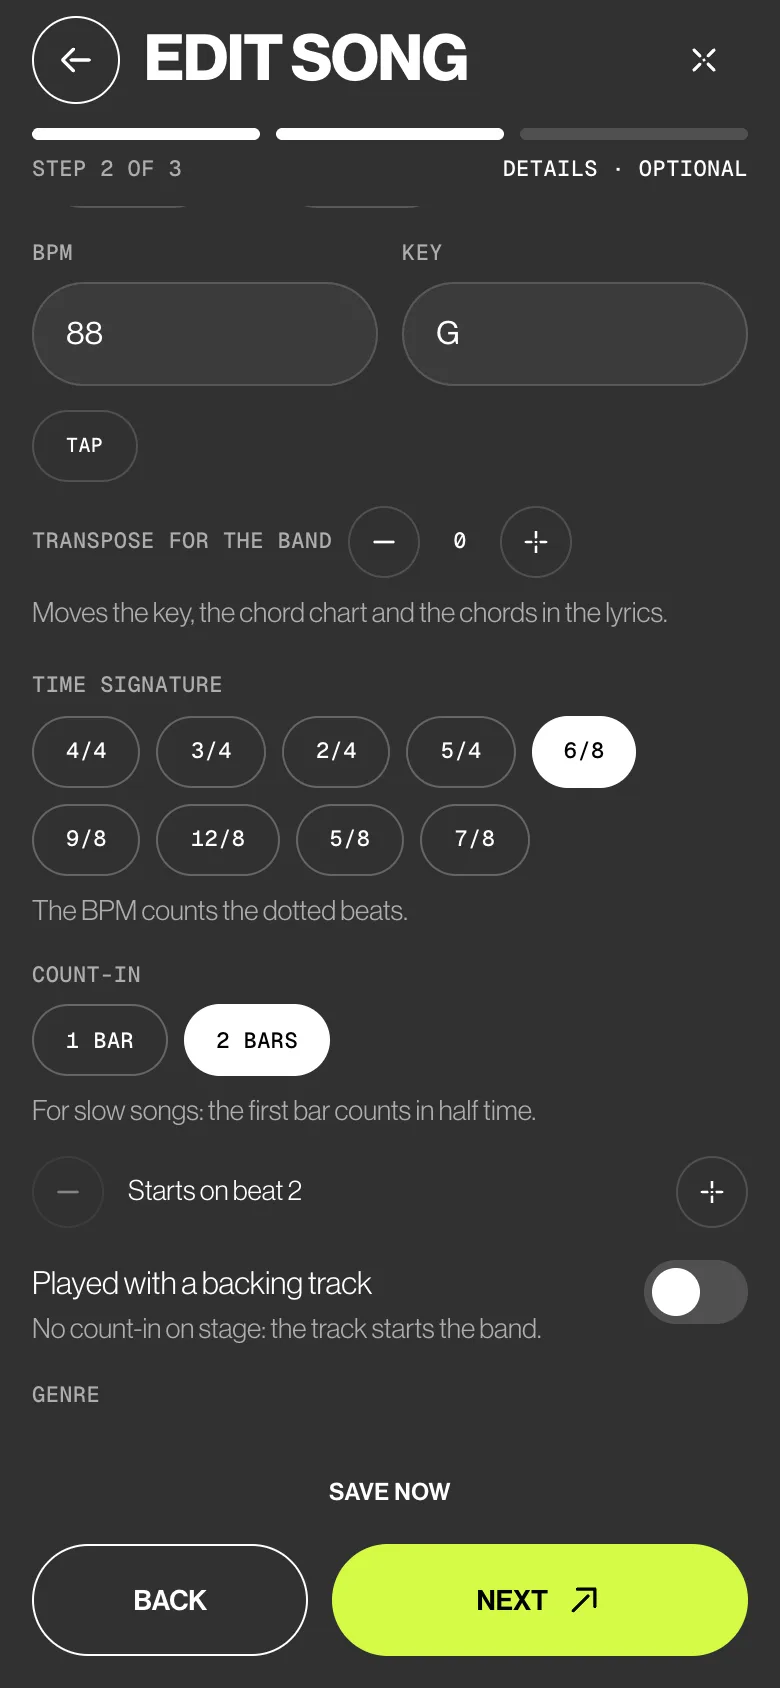 EDIT SONG
STEP 2 OF 3
DETAILS · OPTIONAL
BPM
KEY
88
G
TAP
TRANSPOSE FOR THE BAND
0
Moves the key, the chord chart and the chords in the lyrics.
TIME SIGNATURE
4/4 3/4 2/4 5/4 6/8
9/8 12/8 5/8 7/8
The BPM counts the dotted beats.
COUNT-IN
1 BAR 2 BARS
For slow songs: the first bar counts in half time.
Starts on beat 2
Played with a backing track
No count-in on stage: the track starts the band.
GENRE
SAVE NOW
BACK
NEXT